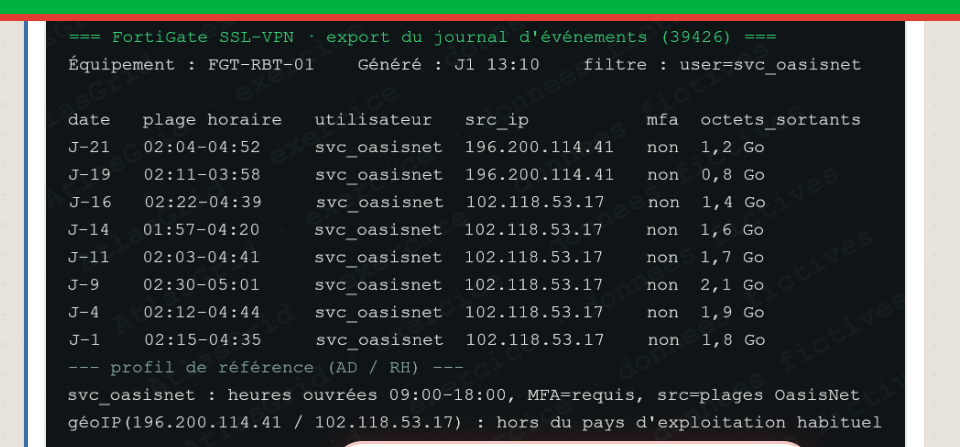 === FortiGate SSL-VPN · export du journal d'événements (39426) ===
Équipement : FGT-RBT-01    Généré : J1 13:10    filtre : user=svc_oasisnet
date   plage horaire   utilisateur   src_ip   mfa   octets_sortants
J-21   02:04-04:52   svc_oasisnet   196.200.114.41   non   1,2 Go
J-19   02:11-03:58   svc_oasisnet   196.200.114.41   non   0,8 Go
J-16   02:22-04:39   svc_oasisnet   102.118.53.17   non   1,4 Go
J-14   01:57-04:20   svc_oasisnet   102.118.53.17   non   1,6 Go
J-11   02:03-04:41   svc_oasisnet   102.118.53.17   non   1,7 Go
J-9   02:30-05:01   svc_oasisnet   102.118.53.17   non   2,1 Go
J-4   02:12-04:44   svc_oasisnet   102.118.53.17   non   1,9 Go
J-1   02:15-04:35   svc_oasisnet   102.118.53.17   non   1,8 Go
--- profil de référence (AD / RH) ---
svc_oasisnet : heures ouvrées 09:00-18:00, MFA=requis, src=plages OasisNet
géoIP(196.200.114.41 / 102.118.53.17) : hors du pays d'exploitation habituel